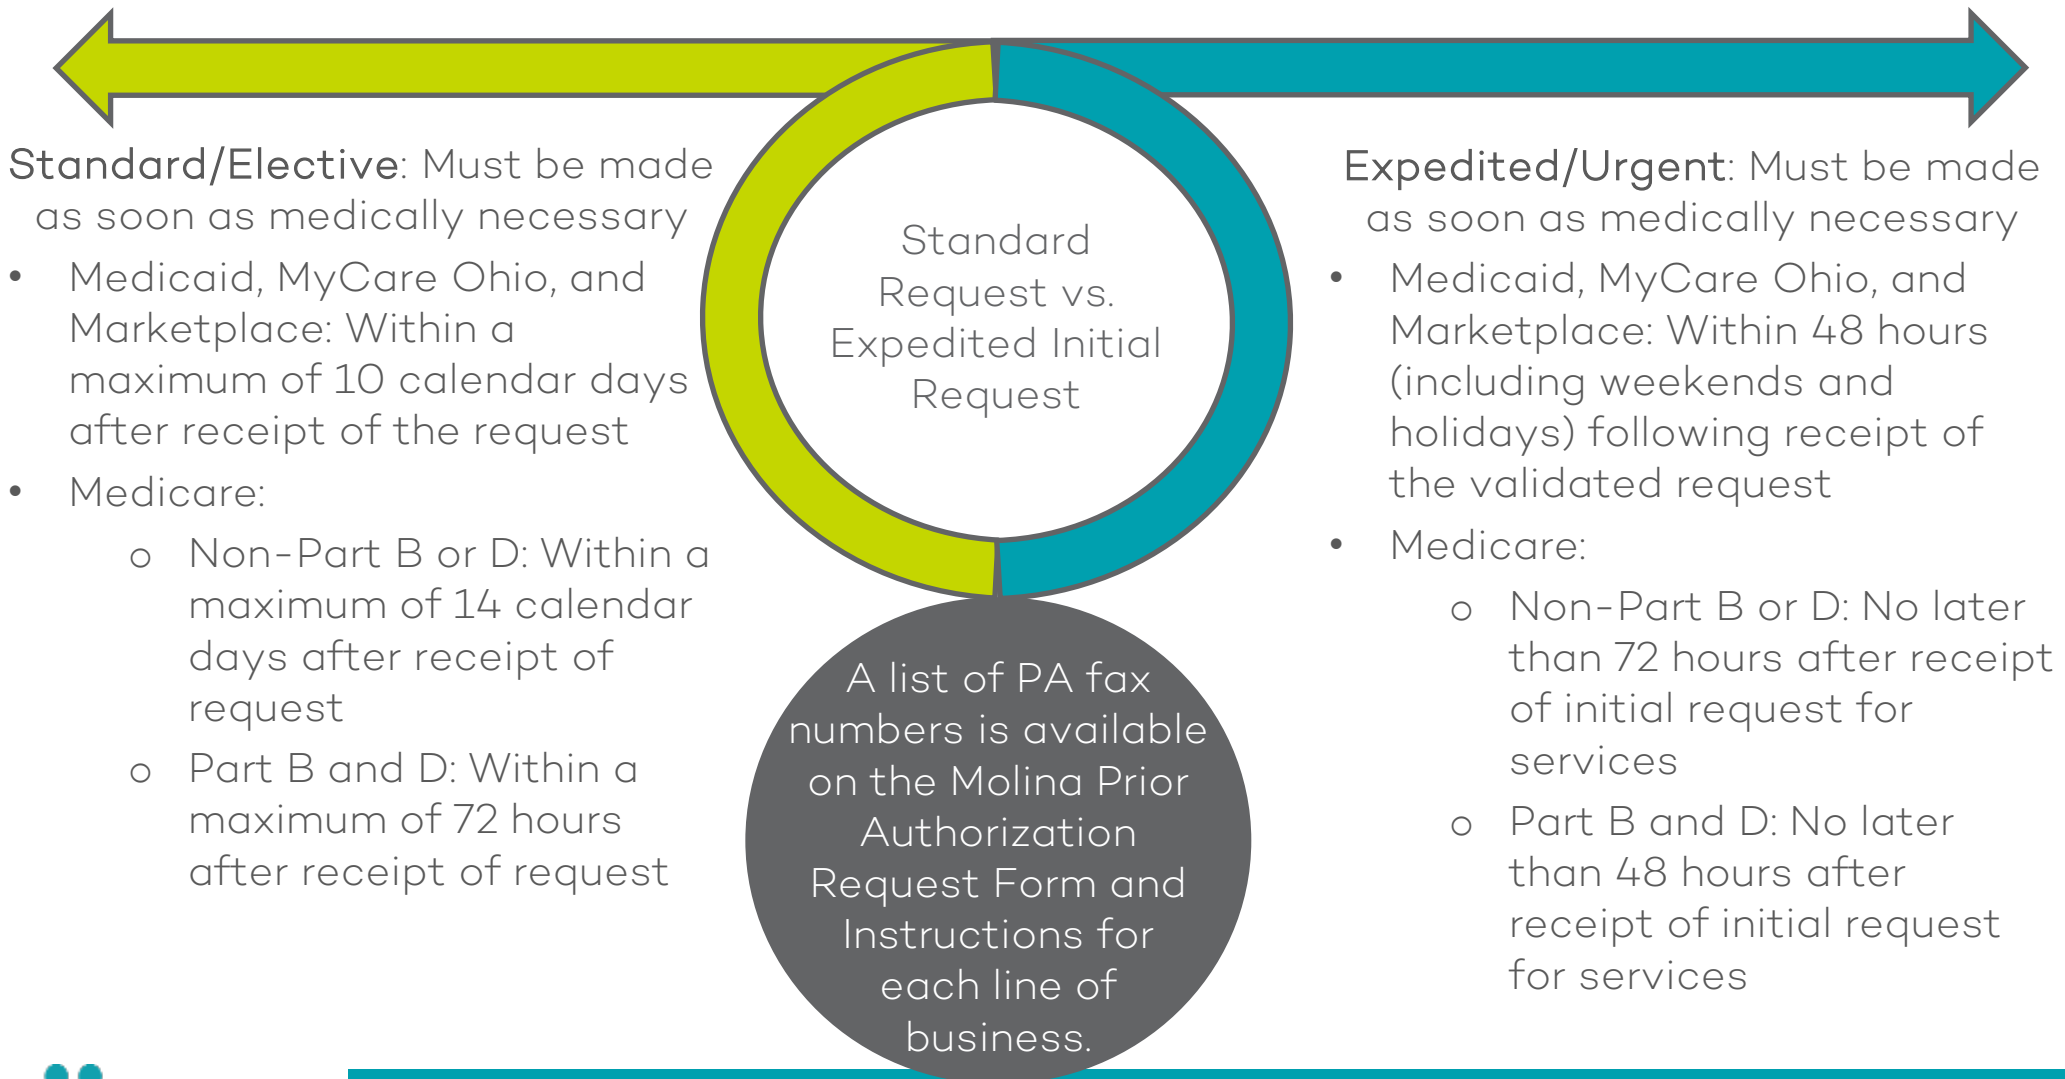 Standard/Elective: Must be made
as soon as medically necessary
• Medicaid, MyCare Ohio, and
Marketplace: Within a
maximum of 10 calendar days
after receipt of the request
• Medicare:
o Non-Part B or D: Within a
maximum of 14 calendar
days after receipt of
request
o Part B and D: Within a
maximum of 72 hours
after receipt of request
Standard
Request vs.
Expedited Initial
Request
A list of PA fax
numbers is available
on the Molina Prior
Authorization
Request Form and
Instructions for
each line of
business.
Expedited/Urgent: Must be made
as soon as medically necessary
• Medicaid, MyCare Ohio, and
Marketplace: Within 48 hours
(including weekends and
holidays) following receipt of
the validated request
• Medicare:
o Non-Part B or D: No later
than 72 hours after receipt
of initial request for
services
o Part B and D: No later
than 48 hours after
receipt of initial request
for services